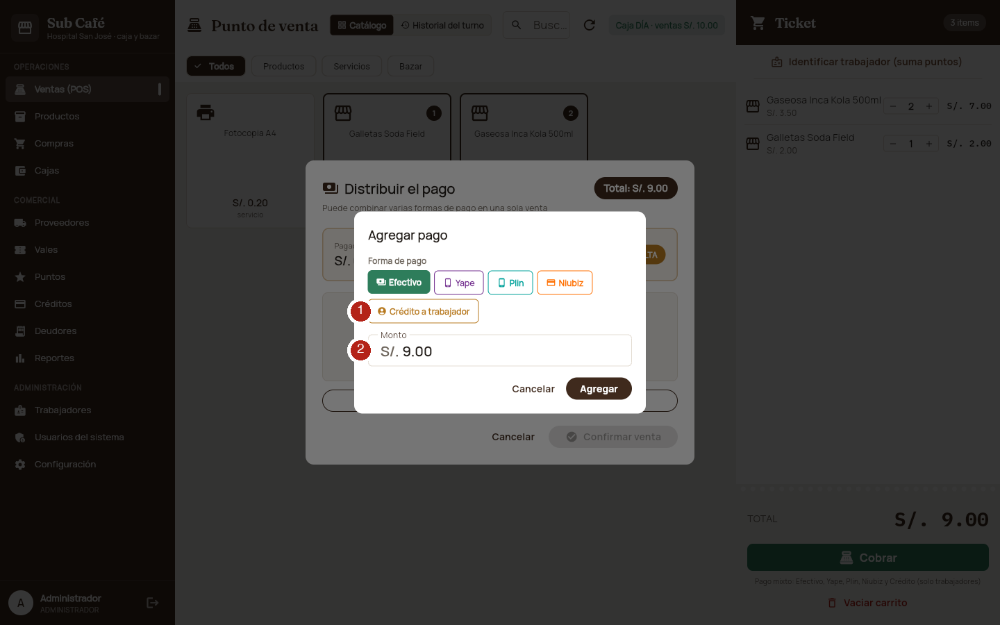 Sub Café
Hospital San José · caja y bazar
OPERACIONES
Ventas (POS)
Productos
Compras
Cajas
COMERCIAL
Proveedores
Vales
Puntos
Créditos
Deudores
Reportes
ADMINISTRACIÓN
Trabajadores
Usuarios del sistema
Configuración
A
Administrador
ADMINISTRADOR
Punto de venta
Catálogo
Historial del turno
Busc...
Caja DÍA · ventas S/. 10.00
Todos
Productos
Servicios
Bazar
Fotocopia A4
S/. 0.20
servicio
1
Galletas Soda Field
2
Gaseosa Inca Kola 500ml
Distribuir el pago
Total: S/. 9.00
Puede combinar varias formas de pago en una sola venta
S/.
Agregar pago
Forma de pago
Efectivo
Yape
Plin
Niubiz
1
Crédito a trabajador
2
Monto
S/. 9.00
Cancelar
Agregar
Cancelar
Confirmar venta
Ticket
3 items
Identificar trabajador (suma puntos)
Gaseosa Inca Kola 500ml
S/. 3.50
− 2 +
S/. 7.00
Galletas Soda Field
S/. 2.00
− 1 +
S/. 2.00
TOTAL
S/. 9.00
Cobrar
Pago mixto: Efectivo, Yape, Plin, Niubiz y Crédito (solo trabajadores)
Vaciar carrito